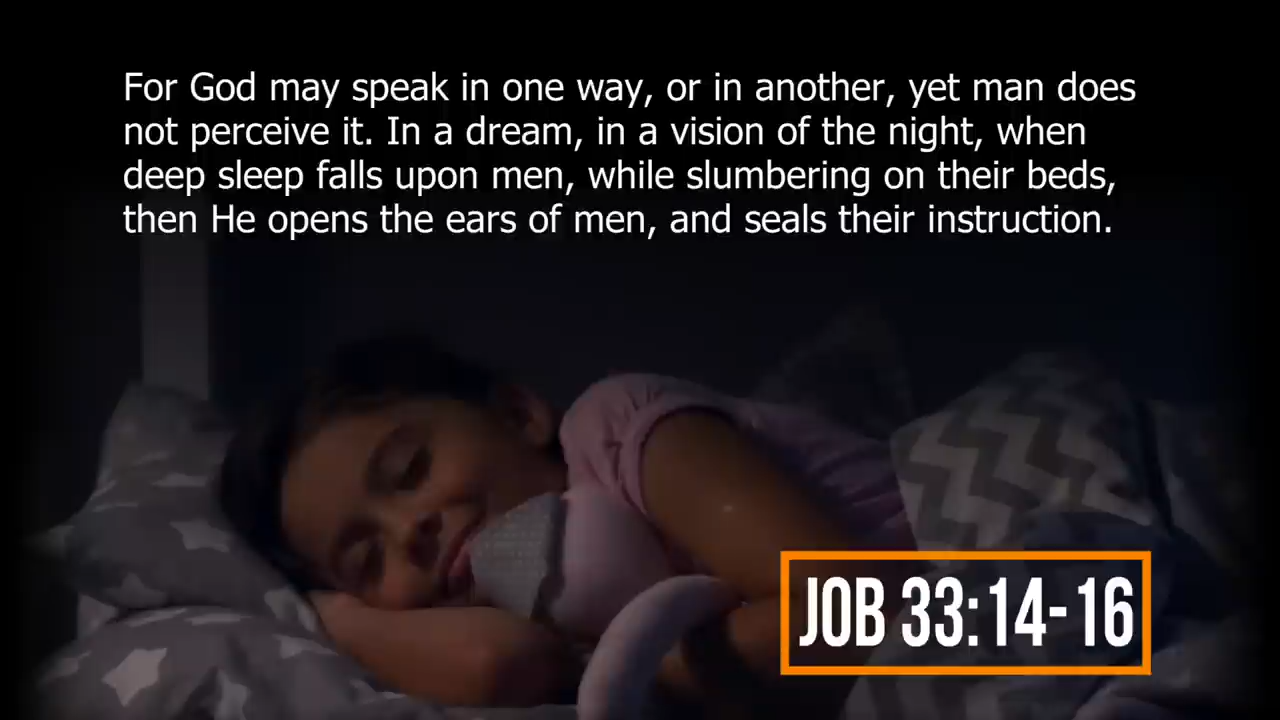 For God may speak in one way, or in another, yet man does
not perceive it. In a dream, in a vision of the night, when
deep sleep falls upon men, while slumbering on their beds,
then He opens the ears of men, and seals their instruction.
JOB 33:14-16